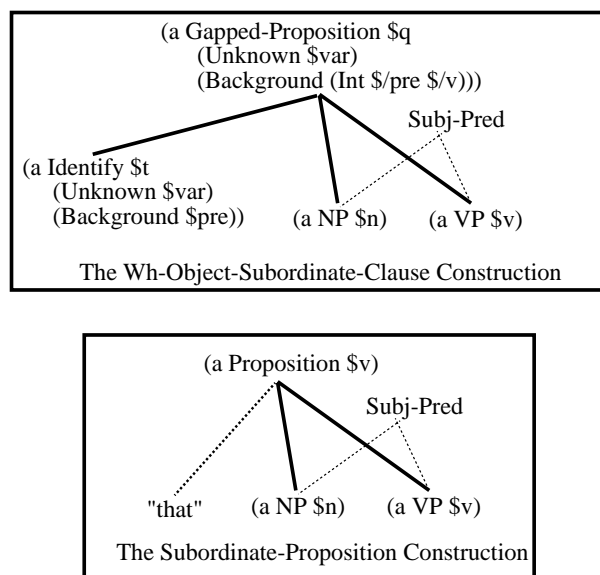 (a Gapped-Proposition $q
(Unknown $var)
(Background (Int $/pre $/v)))
Subj-Pred
(a Identify $t
(Unknown $var)
(Background $pre))
(a NP $n)
(a VP $v)
The Wh-Object-Subordinate-Clause Construction
(a Proposition $v)
Subj-Pred
"that"
(a NP $n)
(a VP $v)
The Subordinate-Proposition Construction